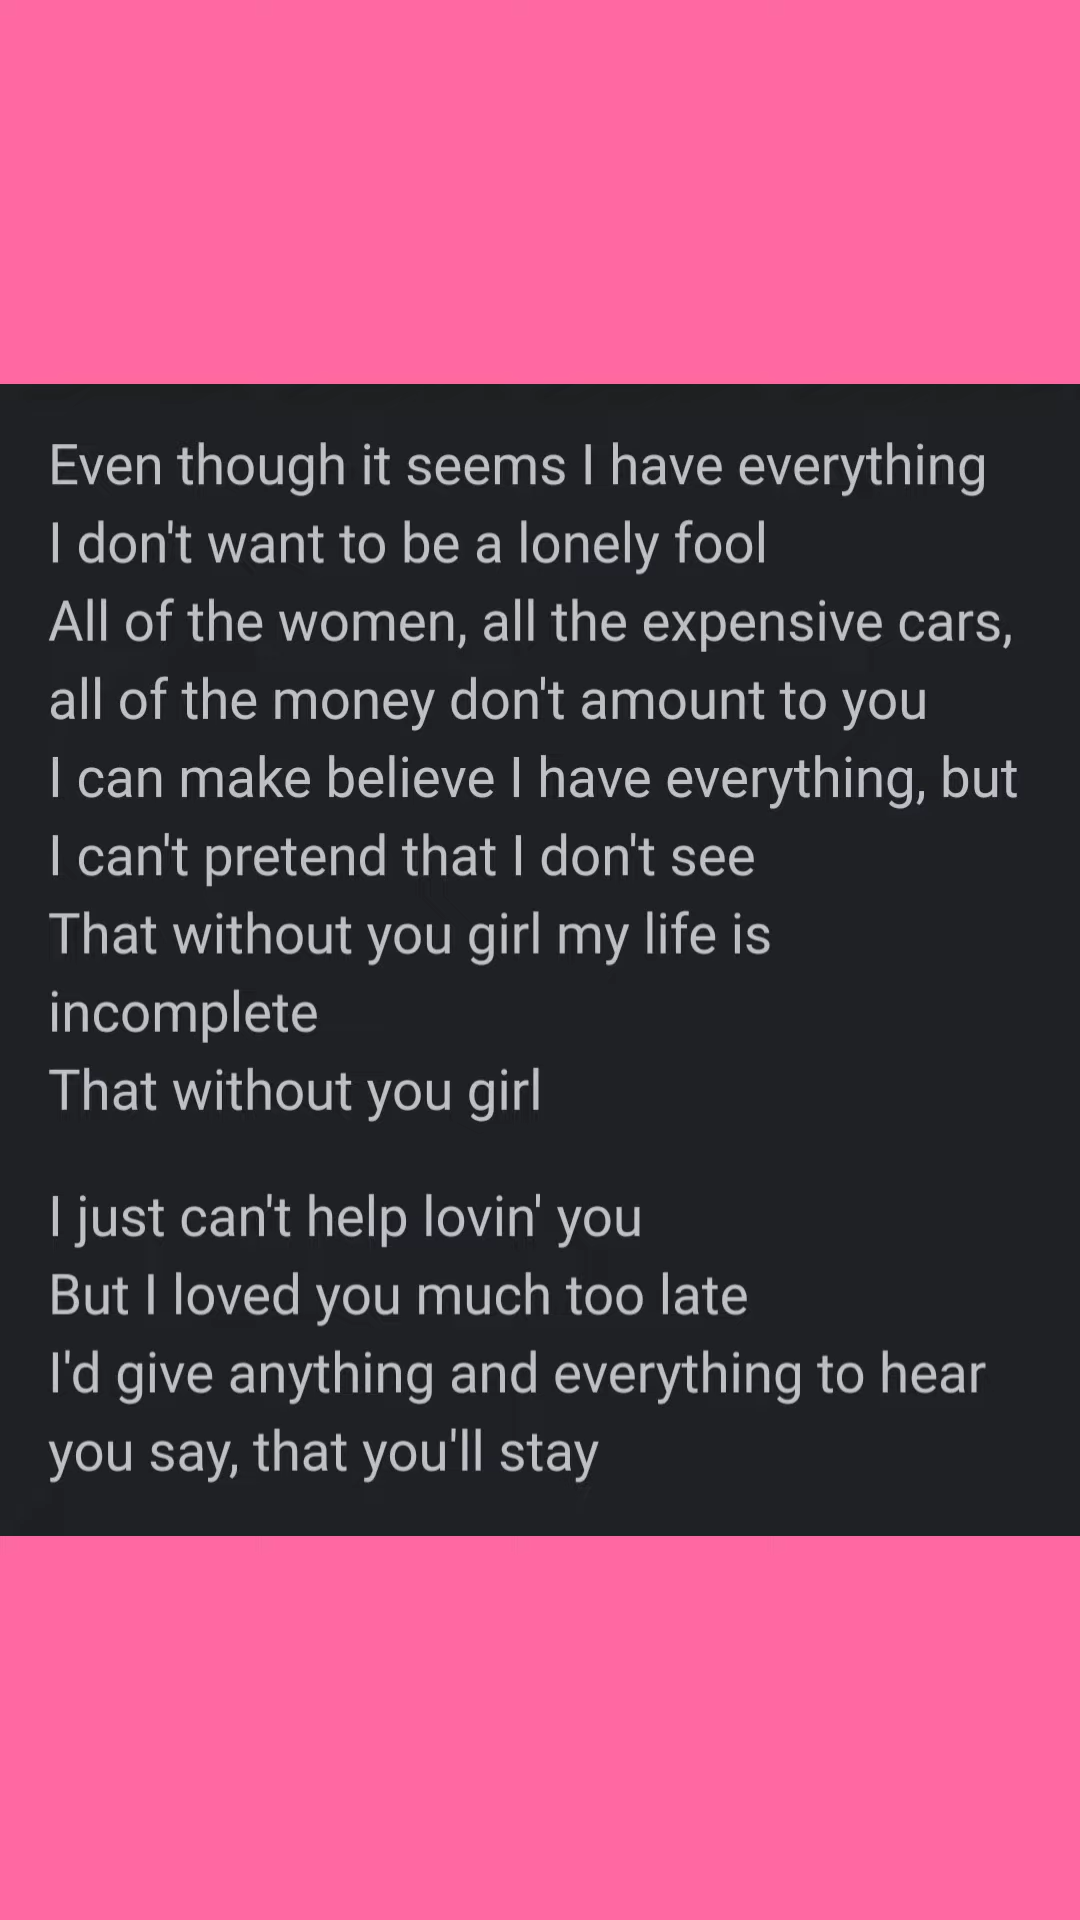 Even though it seems I have everything
I don't want to be a lonely fool
All of the women, all the expensive cars,
all of the money don't amount to you
I can make believe I have everything, but
I can't pretend that I don't see
That without you girl my life is
incomplete
That without you girl
I just can't help lovin' you
But I loved you much too late
I'd give anything and everything to hear
you say, that you'll stay